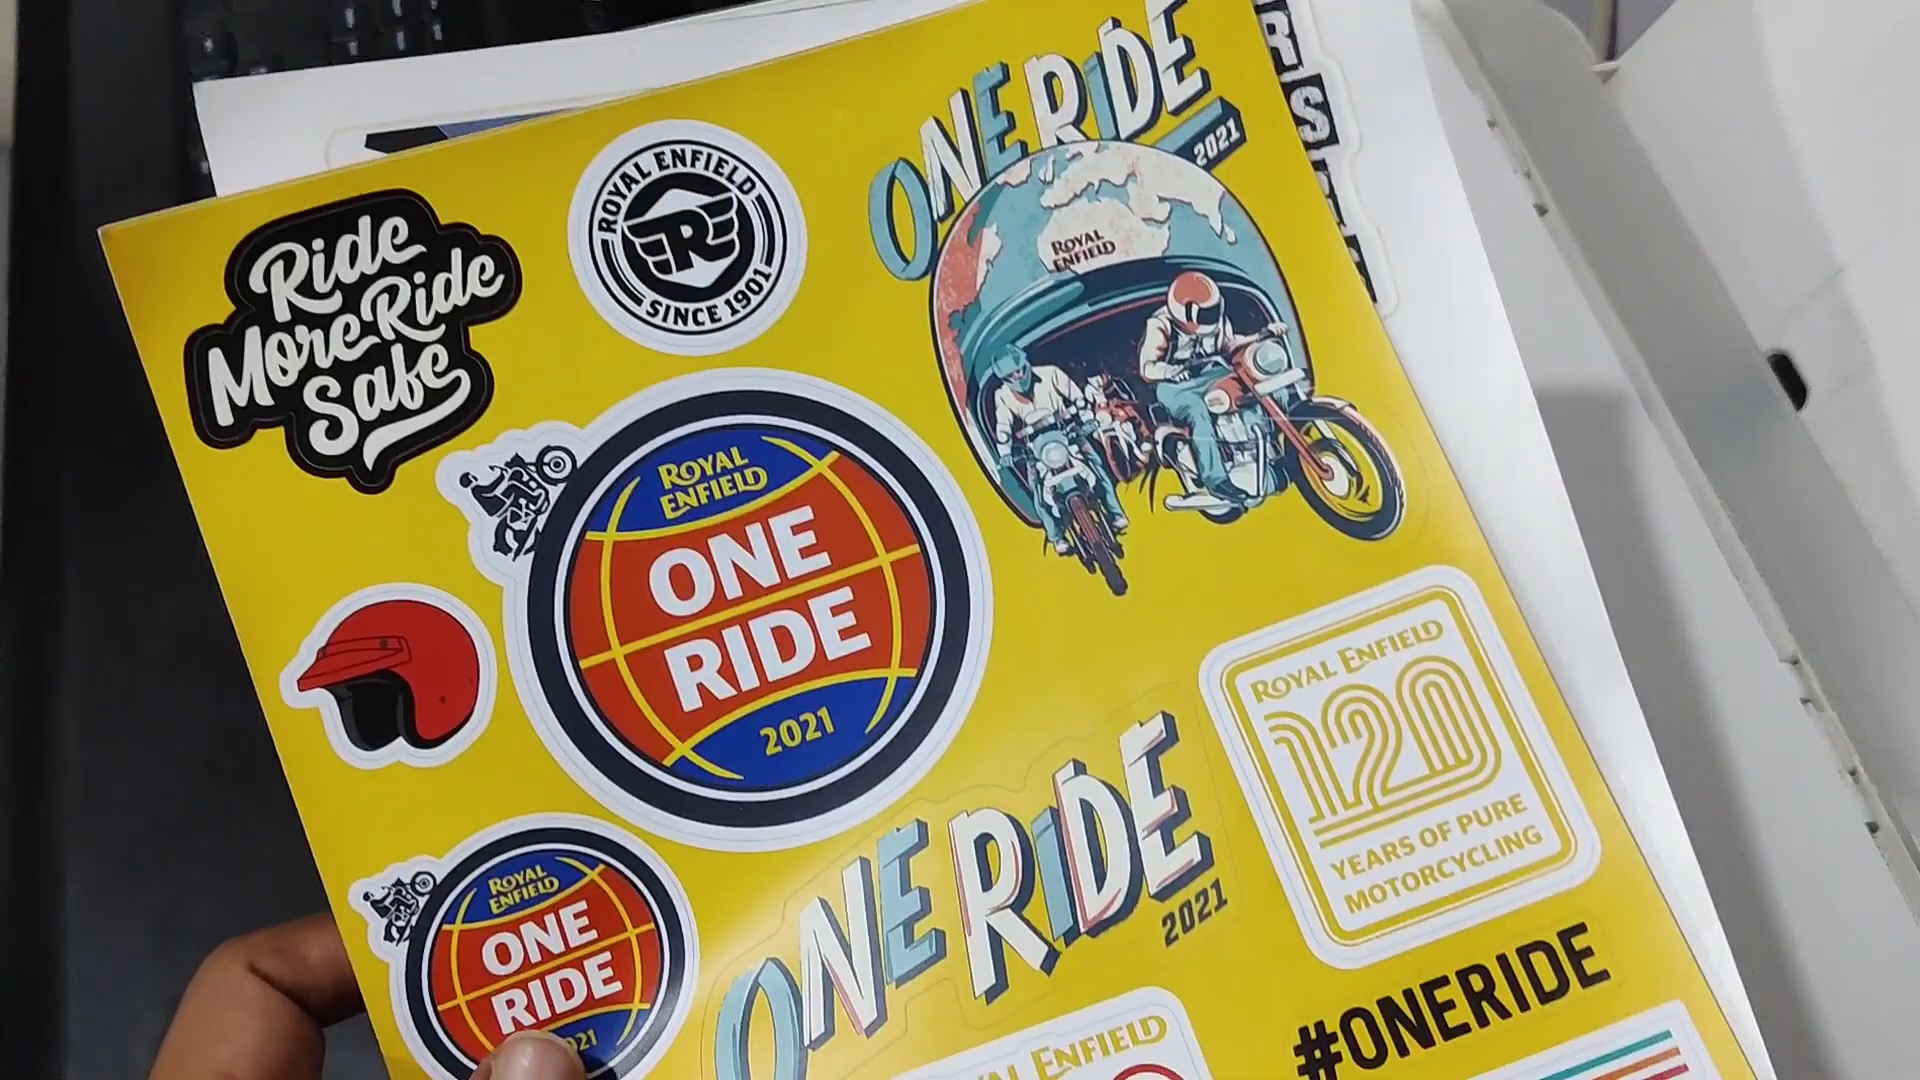 Ride
More Ride
Safe
ROYAL ENFIELD
R
SINCE 1901
ONE RIDE
2021
ROYAL
ENFIELD
ROYAL
ENFIELD
ONE
RIDE
2021
ROYAL ENFIELD
120
YEARS OF PURE
MOTORCYCLING
ROYAL
ENFIELD
ONE
RIDE
ONE RIDE
2021
#ONERIDE
ENFIELD